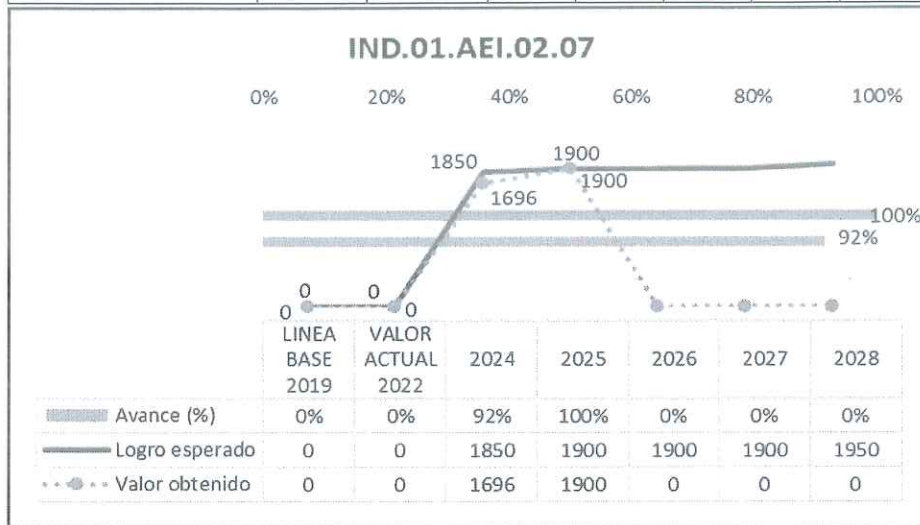 IND.01.AEI.02.07
0% 20% 40% 60% 80% 100%
1850 1900
1696 1900
100%
92%
0 0
0 0
LINEA BASE 2019 VALOR ACTUAL 2022 2024 2025 2026 2027 2028
Avance (%) 0% 0% 92% 100% 0% 0% 0%
Logro esperado 0 0 1850 1900 1900 1900 1950
Valor obtenido 0 0 1696 1900 0 0 0